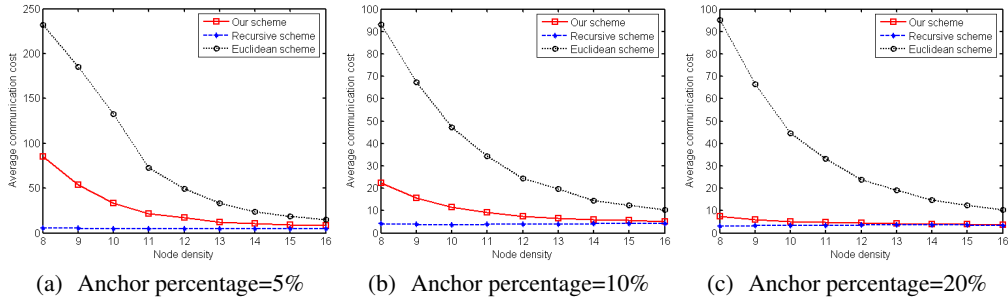 250
200
150
100
50
0
Average communication cost
8 9 10 11 12 13 14 15 16
Node density
Our scheme
Recursive scheme
Euclidean scheme
(a) Anchor percentage=5%
100
90
80
70
60
50
40
30
20
10
0
Average communication cost
8 9 10 11 12 13 14 15 16
Node density
Our scheme
Recursive scheme
Euclidean scheme
(b) Anchor percentage=10%
100
90
80
70
60
50
40
30
20
10
0
Average communication cost
8 9 10 11 12 13 14 15 16
Node density
Our scheme
Recursive scheme
Euclidean scheme
(c) Anchor percentage=20%